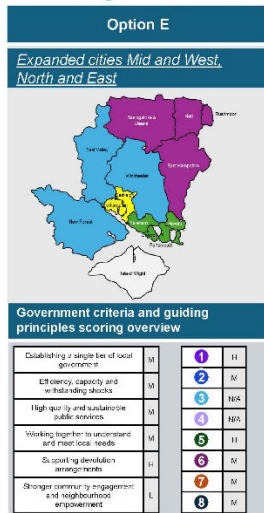 Option E
Expanded cities Mid and West,
North and East
Basingstoke &
Deane
Hart
Rushmoor
Test Valley
Winchester
East Hampshire
New Forest
Fareham
Portsmouth
Isle of Wight
Government criteria and guiding
principles scoring overview
Establishing a single tier of local
government
M
Efficiency, capacity and
withstanding shocks
M
High quality and sustainable
public services
M
Working together to understand
and meet local needs
M
Supporting devolution
arrangements
H
Stronger community engagement
and neighbourhood
empowerment
L
1 H
2 M
3 N/A
4 N/A
5 H
6 M
7 M
8 M